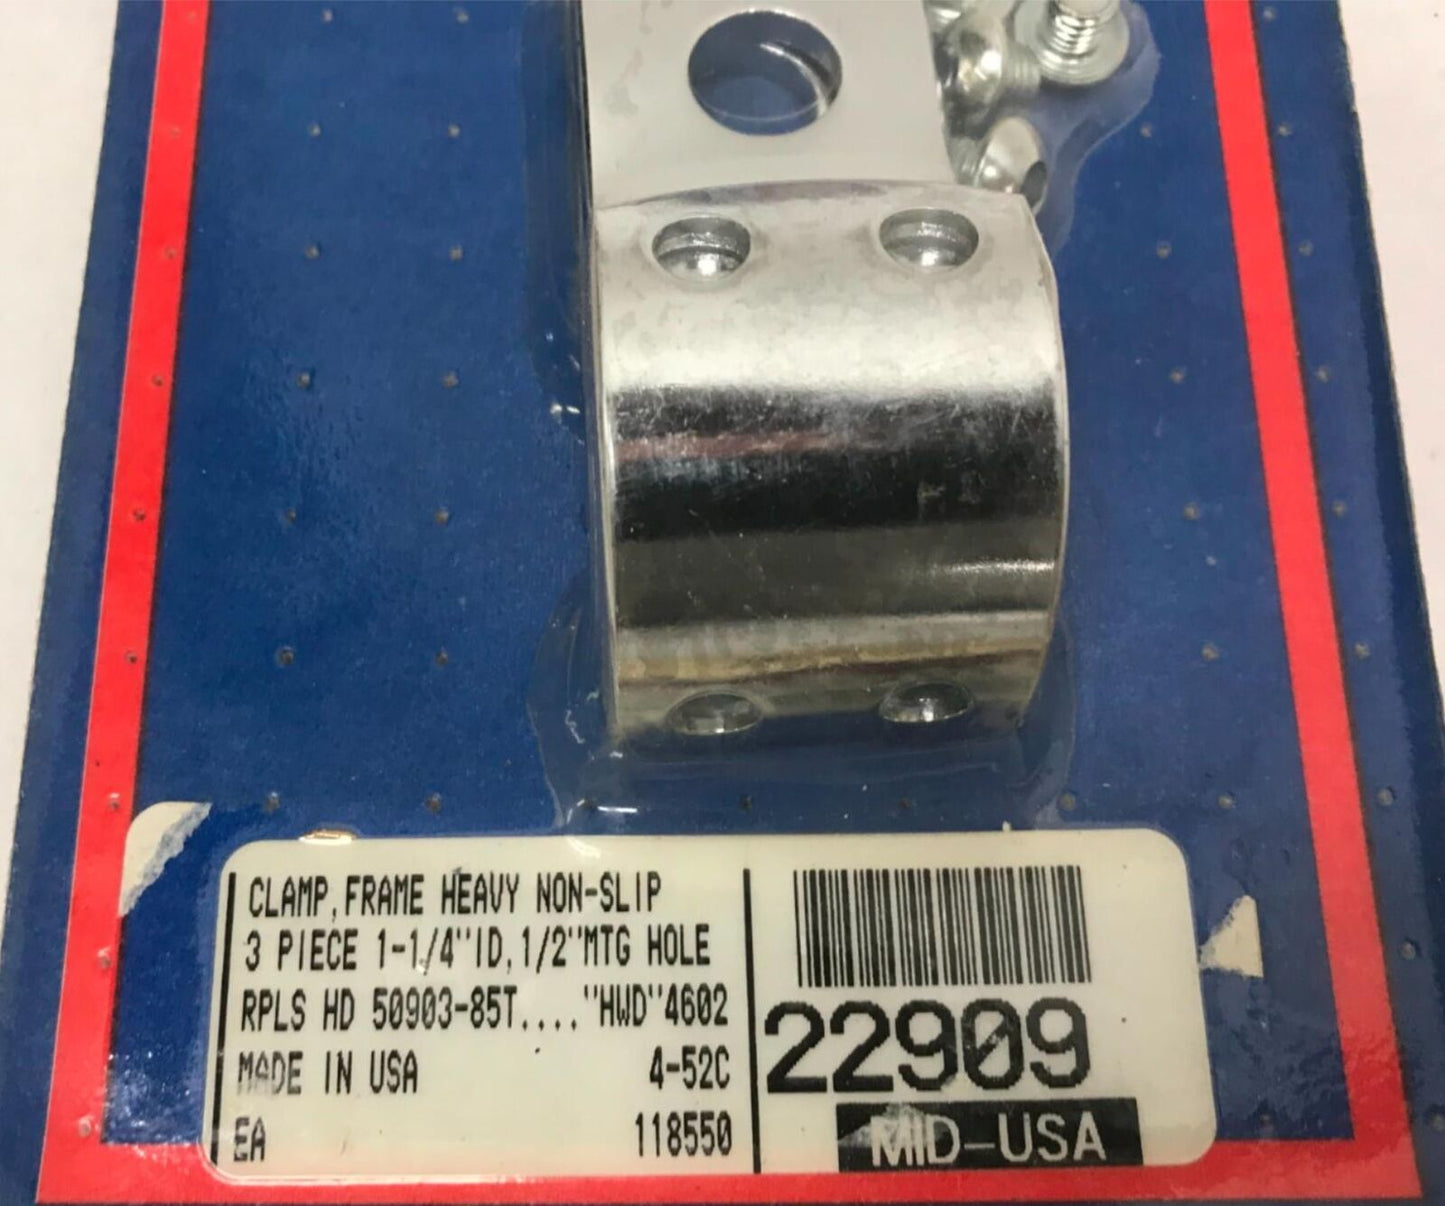 CLAMP,FRAME HEAVY NON-SLIP
3 PIECE 1-1/4"ID,1/2"MTG HOLE
RPLS HD 50903-85T...."HWD"4602
MADE IN USA 4-52C
EA 118550
22909
MID-USA